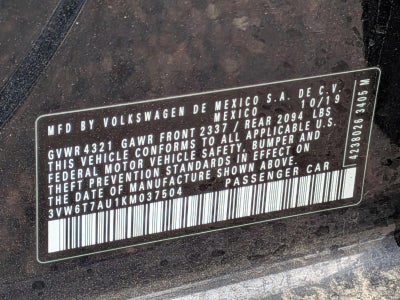 MFD BY VOLKSWAGEN DE MEXICO S.A. DE C.V.
MEXICO 10/19
GVWR 4321 GAWR FRONT 2337 / REAR 2094 LBS
THIS VEHICLE CONFORMS TO ALL APPLICABLE U.S.
FEDERAL MOTOR VEHICLE SAFETY, BUMPER AND
THEFT PREVENTION STANDARDS IN EFFECT ON
THE DATE OF MANUFACTURE SHOWN ABOVE.
3VW6T7AU1KM037504 PASSENGER CAR
4238026 3405 M